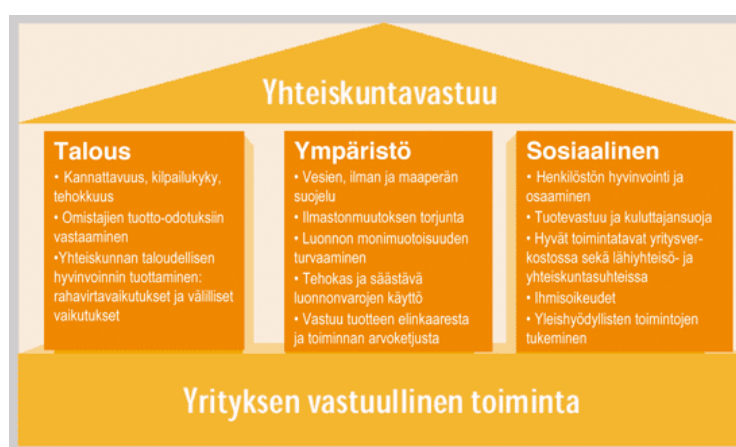 Yhteiskuntavastuu
Talous
• Kannattavuus, kilpailukyky,
tehokkuus
• Omistajien tuotto-odotuksiin
vastaaminen
•Yhteiskunnan taloudellisen
hyvinvoinnin tuottaminen:
rahavirtavaikutukset ja välilliset
vaikutukset
Ympäristö
• Vesien, ilman ja maaperän
suojelu
• Ilmastonmuutoksen torjunta
• Luonnon monimuotoisuuden
turvaaminen
• Tehokas ja säästävä
luonnonvarojen käyttö
• Vastuu tuotteen elinkaaresta
ja toiminnan arvoketjusta
Sosiaalinen
• Henkilöstön hyvinvointi ja
osaaminen
• Tuotevastuu ja kuluttajansuoja
• Hyvät toimintatavat yritysver-
kostossa sekä lähiyhteisö- ja
yhteiskuntasuhteissa
• Ihmisoikeudet
• Yleishyödyllisten toimintojen
tukeminen
Yrityksen vastuullinen toiminta